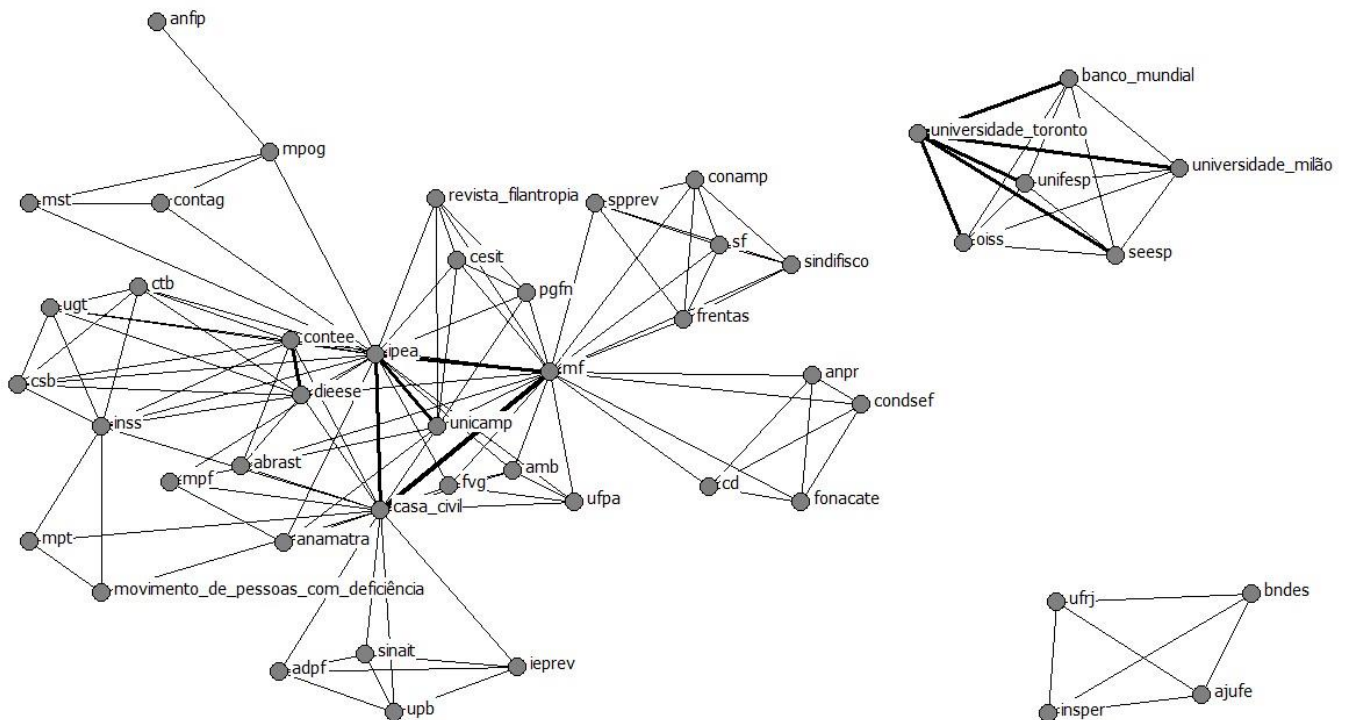 anfip
banco_mundial
universidade_toronto
mpog
universidade_milão
conamp
unifesp
revista_filantropia
mst
contag
spprev
oiss
sf
seesp
cesit
sindifisco
ctb
pgfn
ugt
frentas
contee
ipea
mf
anpr
csb
dieese
condsef
inss
unicamp
abrast
amb
mpf
fvg
cd
ufpa
fonacate
casa_civil
mpt
anamatra
movimento_de_pessoas_com_deficiência
bndes
ufrj
sinait
adpf
ieprev
ajufe
upb
insper